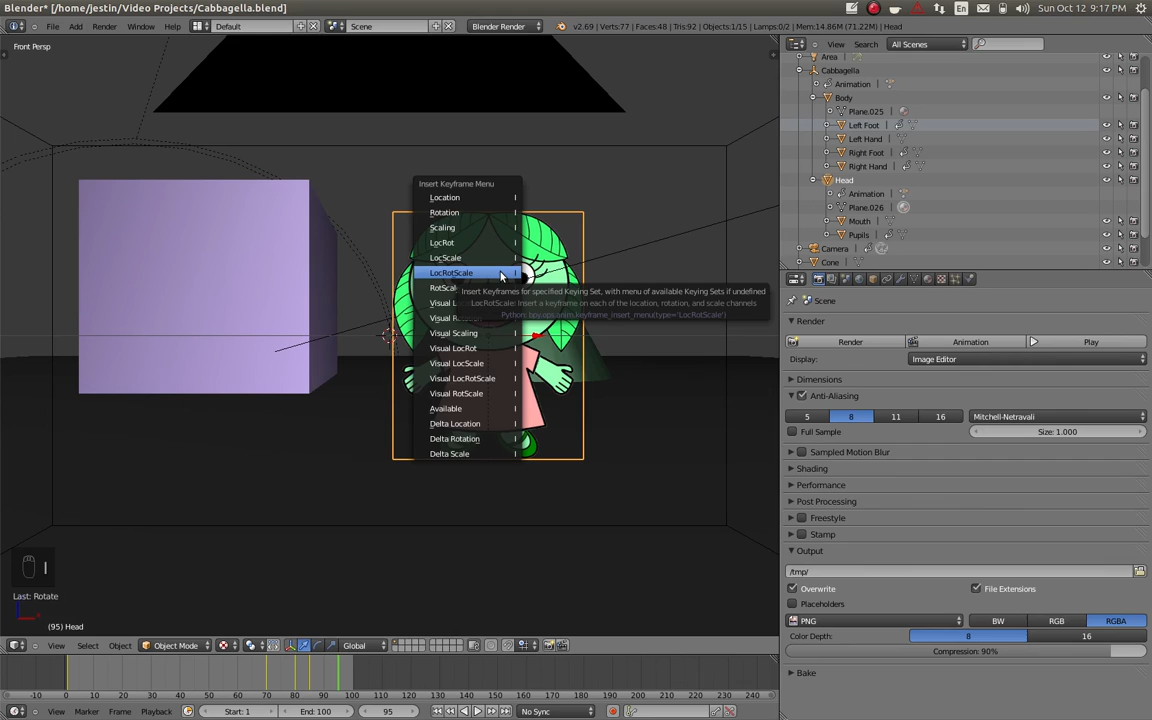 Blender* [/home/jestin/Video Projects/Cabbagella.blend]
En
Sun Oct 12 9:17 PM
File Add Render Window Help
Default
Scene
Blender Render
v2.69 | Verts:77 | Faces:48 | Tris:92 | Objects:1/15 | Lamps:0/2 | Mem:14.86M (71.22M) | Head
Front Persp
View Search All Scenes
Area
Cabbagella
Animation
Body
Plane.025
Left Foot
Left Hand
Right Foot
Right Hand
Head
Animation
Plane.026
Mouth
Pupils
Camera
Cone
Insert Keyframe Menu
Location I
Rotation I
Scaling I
LocRot I
LocScale I
LocRotScale I
RotSca
Insert Keyframes for specified Keying Set, with menu of available Keying Sets if undefined
Visual L
LocRotScale: Insert a keyframe on each of the location, rotation, and scale channels
Python: bpy.ops.anim.keyframe_insert_menu(type='LocRotScale')
Visual Scaling I
Visual LocRot I
Visual LocScale I
Visual LocRotScale I
Visual RotScale I
Available I
Delta Location I
Delta Rotation I
Delta Scale I
Scene
Render
Render Animation Play
Display: Image Editor
Dimensions
Anti-Aliasing
5 8 11 16 Mitchell-Netravali
Full Sample Size: 1.000
Sampled Motion Blur
Shading
Performance
Post Processing
Freestyle
Stamp
Output
/tmp/
Overwrite File Extensions
Placeholders
PNG BW RGB RGBA
Color Depth: 8 16
Compression: 90%
Bake
I
Last: Rotate
(95) Head
View Select Object Object Mode Global
-10 0 10 20 30 40 50 60 70 80 90 100 110 120 130 140 150 160 170 180 190 200 210 220 230 240
View Marker Frame Playback Start: 1 End: 100 95 No Sync